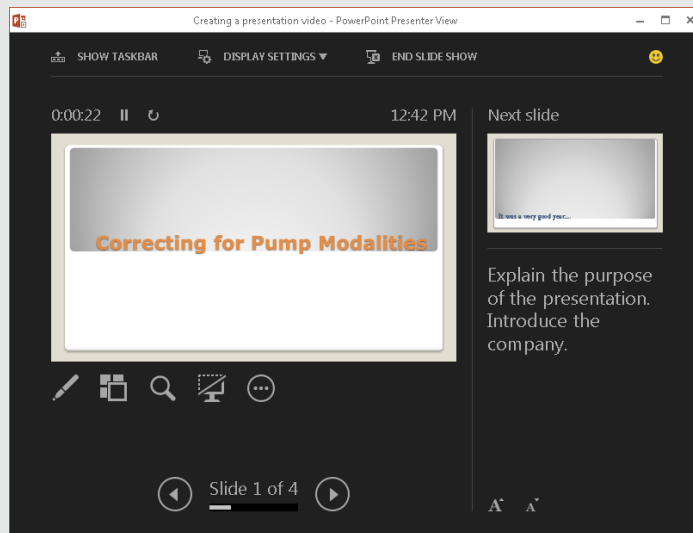 Creating a presentation video - PowerPoint Presenter View
SHOW TASKBAR
DISPLAY SETTINGS ▼
END SLIDE SHOW
0:00:22
12:42 PM
Next slide
Correcting for Pump Modalities
It was a very good year...
Explain the purpose
of the presentation.
Introduce the
company.
Slide 1 of 4
A A